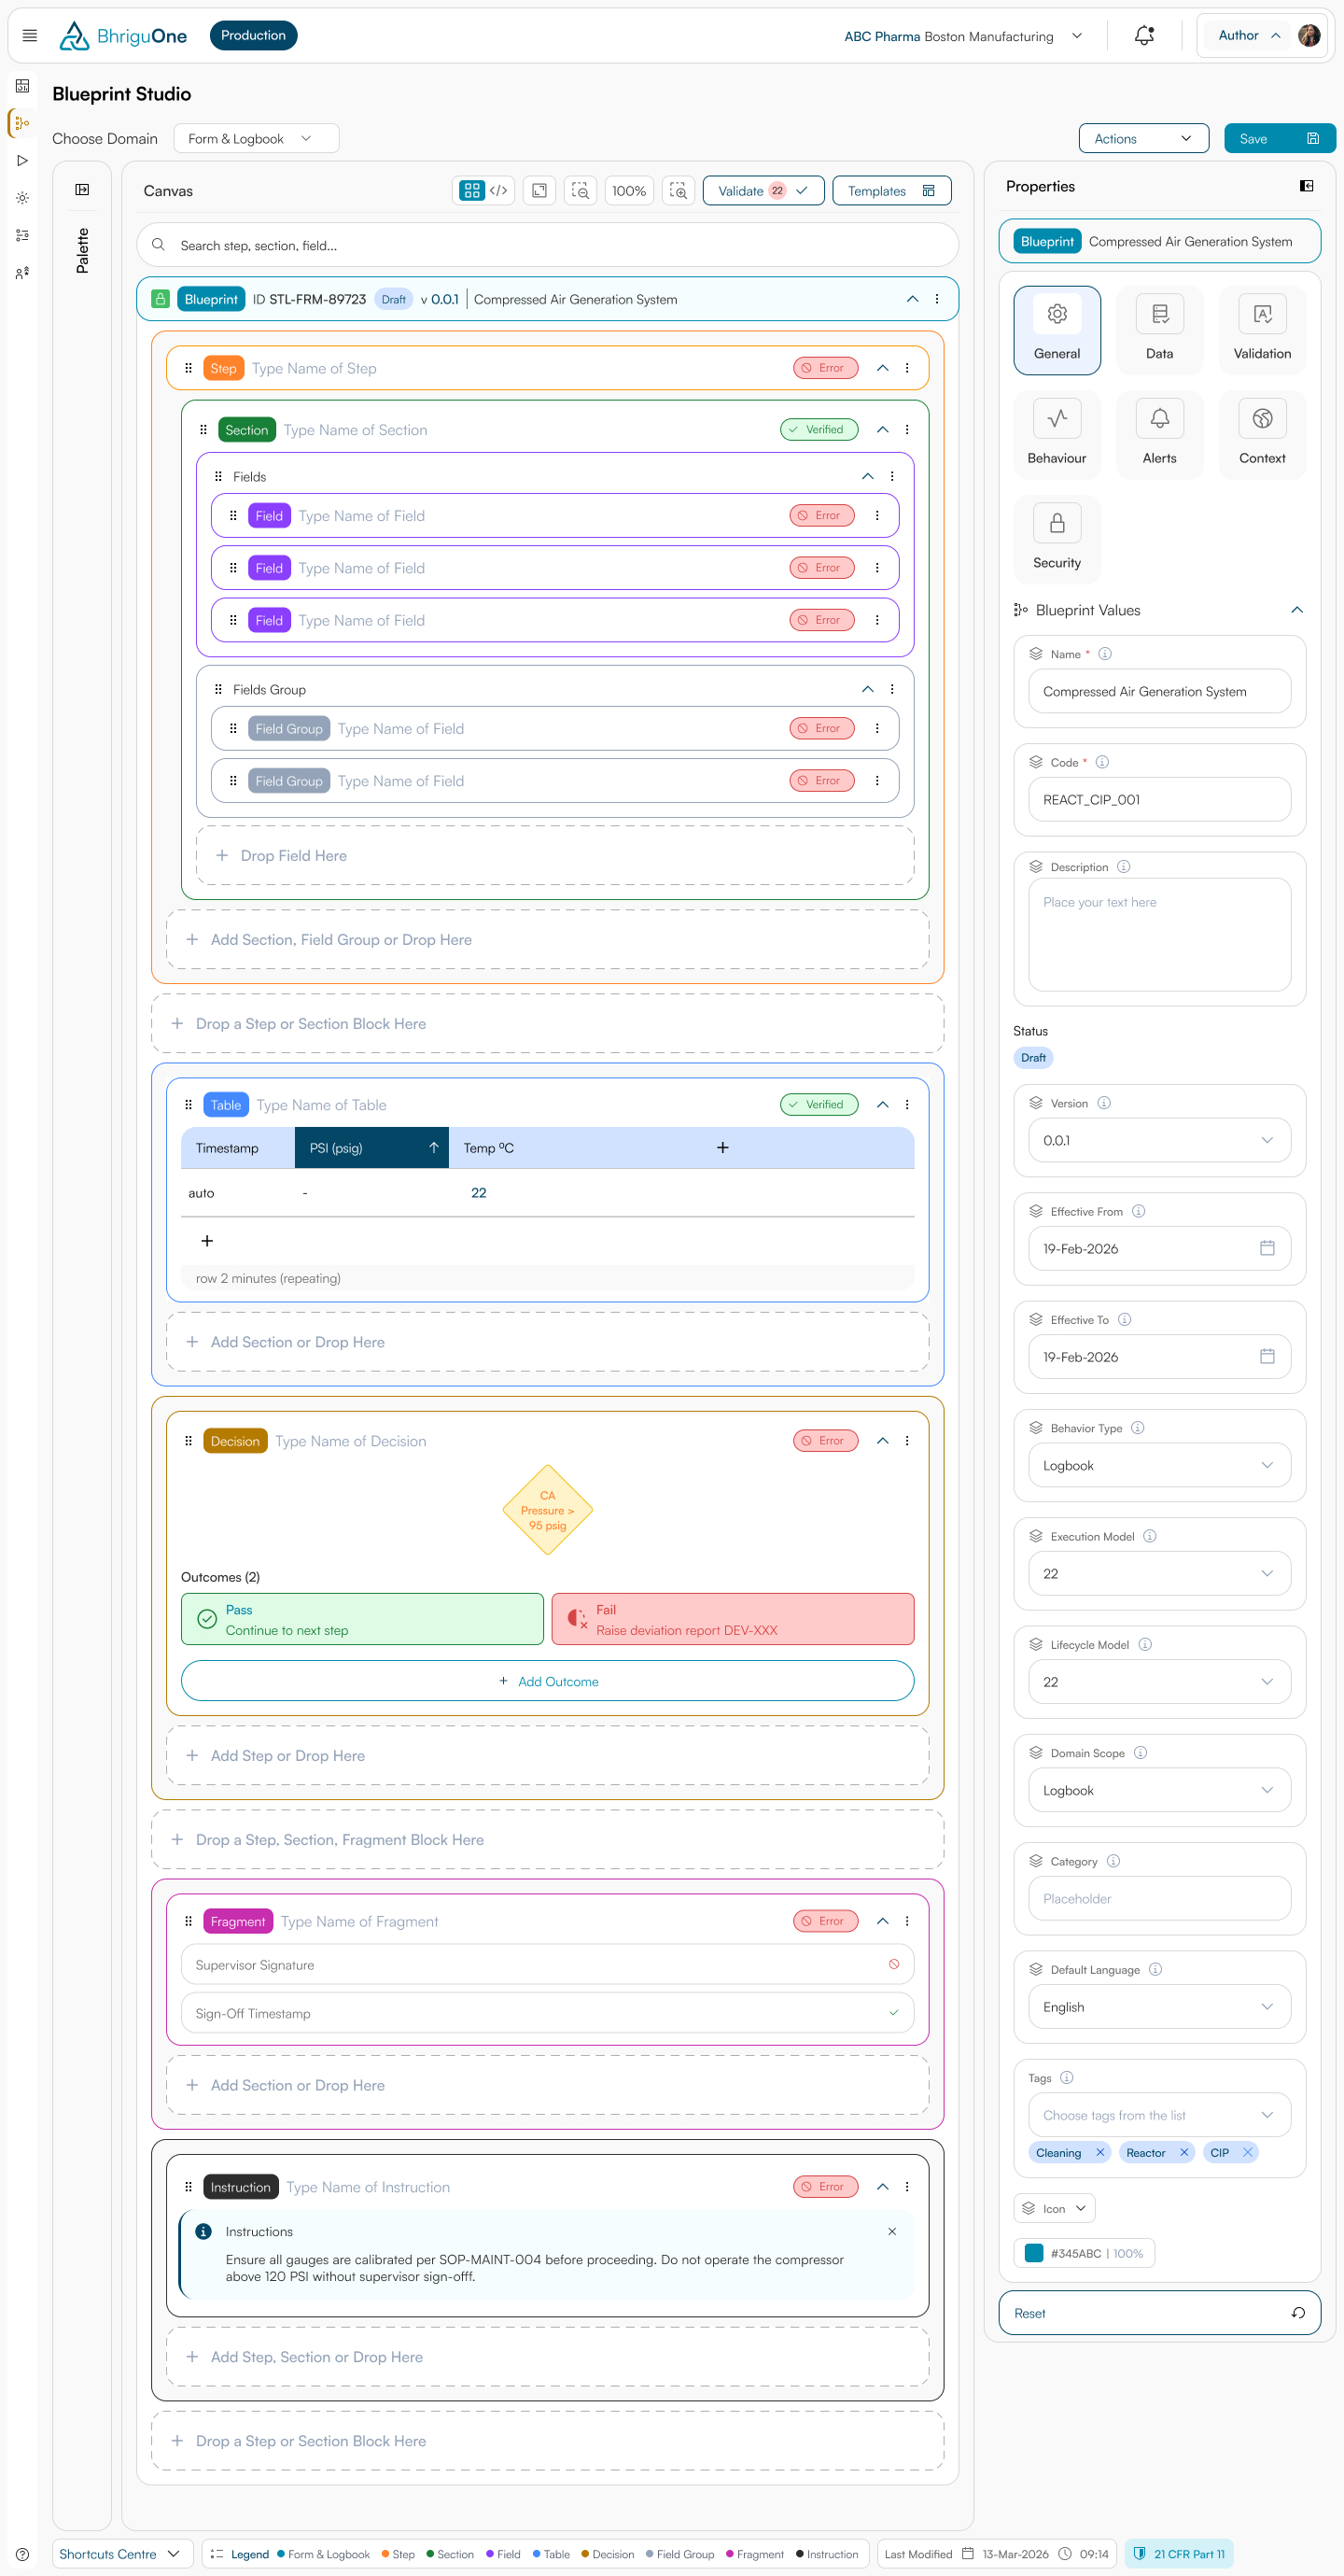 BhriguOne
Production
ABC Pharma Boston Manufacturing
Author
Blueprint Studio
Choose Domain
Form & Logbook
Actions
Save
Palette
Canvas
</>
100%
Validate 22
Templates
Search step, section, field...
Blueprint ID STL-FRM-89723 Draft v 0.0.1 Compressed Air Generation System
Step Type Name of Step Error
Section Type Name of Section Verified
Fields
Field Type Name of Field Error
Field Type Name of Field Error
Field Type Name of Field Error
Fields Group
Field Group Type Name of Field Error
Field Group Type Name of Field Error
+ Drop Field Here
+ Add Section, Field Group or Drop Here
+ Drop a Step or Section Block Here
Table Type Name of Table Verified
Timestamp PSI (psig) Temp ºC +
auto - 22
+
row 2 minutes (repeating)
+ Add Section or Drop Here
Decision Type Name of Decision Error
CA
Pressure >
95 psig
Outcomes (2)
Pass
Continue to next step
Fail
Raise deviation report DEV-XXX
+ Add Outcome
+ Add Step or Drop Here
+ Drop a Step, Section, Fragment Block Here
Fragment Type Name of Fragment Error
Supervisor Signature
Sign-Off Timestamp
+ Add Section or Drop Here
Instruction Type Name of Instruction Error
Instructions
Ensure all gauges are calibrated per SOP-MAINT-004 before proceeding. Do not operate the compressor
above 120 PSI without supervisor sign-offf.
+ Add Step, Section or Drop Here
+ Drop a Step or Section Block Here
Properties
Blueprint Compressed Air Generation System
General
Data
Validation
Behaviour
Alerts
Context
Security
Blueprint Values
Name *
Compressed Air Generation System
Code *
REACT_CIP_001
Description
Place your text here
Status
Draft
Version
0.0.1
Effective From
19-Feb-2026
Effective To
19-Feb-2026
Behavior Type
Logbook
Execution Model
22
Lifecycle Model
22
Domain Scope
Logbook
Category
Placeholder
Default Language
English
Tags
Choose tags from the list
Cleaning
Reactor
CIP
Icon
#345ABC | 100%
Reset
Shortcuts Centre
Legend Form & Logbook Step Section Field Table Decision Field Group Fragment Instruction
Last Modified 13-Mar-2026 09:14
21 CFR Part 11